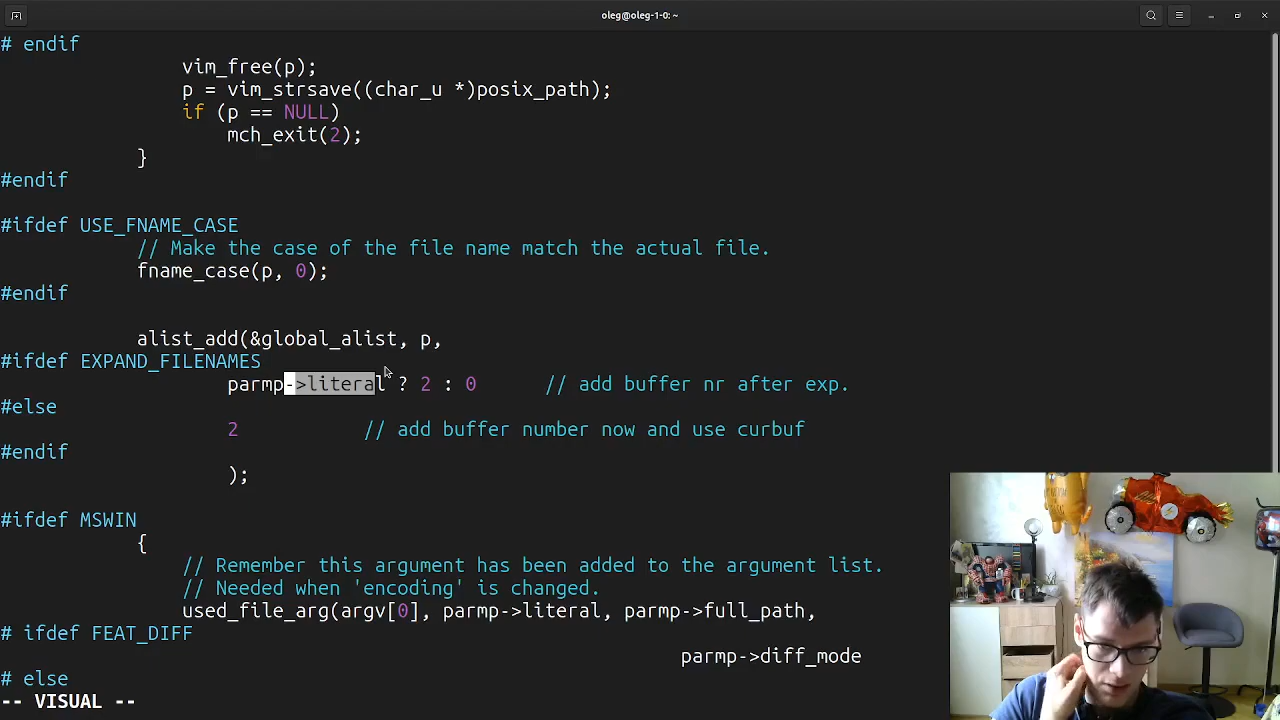 oleg@oleg-1-0: ~
# endif
vim_free(p);
p = vim_strsave((char_u *)posix_path);
if (p == NULL)
mch_exit(2);
}
#endif
#ifdef USE_FNAME_CASE
// Make the case of the file name match the actual file.
fname_case(p, 0);
#endif
alist_add(&global_alist, p,
#ifdef EXPAND_FILENAMES
parmp->literal ? 2 : 0 // add buffer nr after exp.
#else
2 // add buffer number now and use curbuf
#endif
);
#ifdef MSWIN
{
// Remember this argument has been added to the argument list.
// Needed when 'encoding' is changed.
used_file_arg(argv[0], parmp->literal, parmp->full_path,
# ifdef FEAT_DIFF
parmp->diff_mode
# else
-- VISUAL --